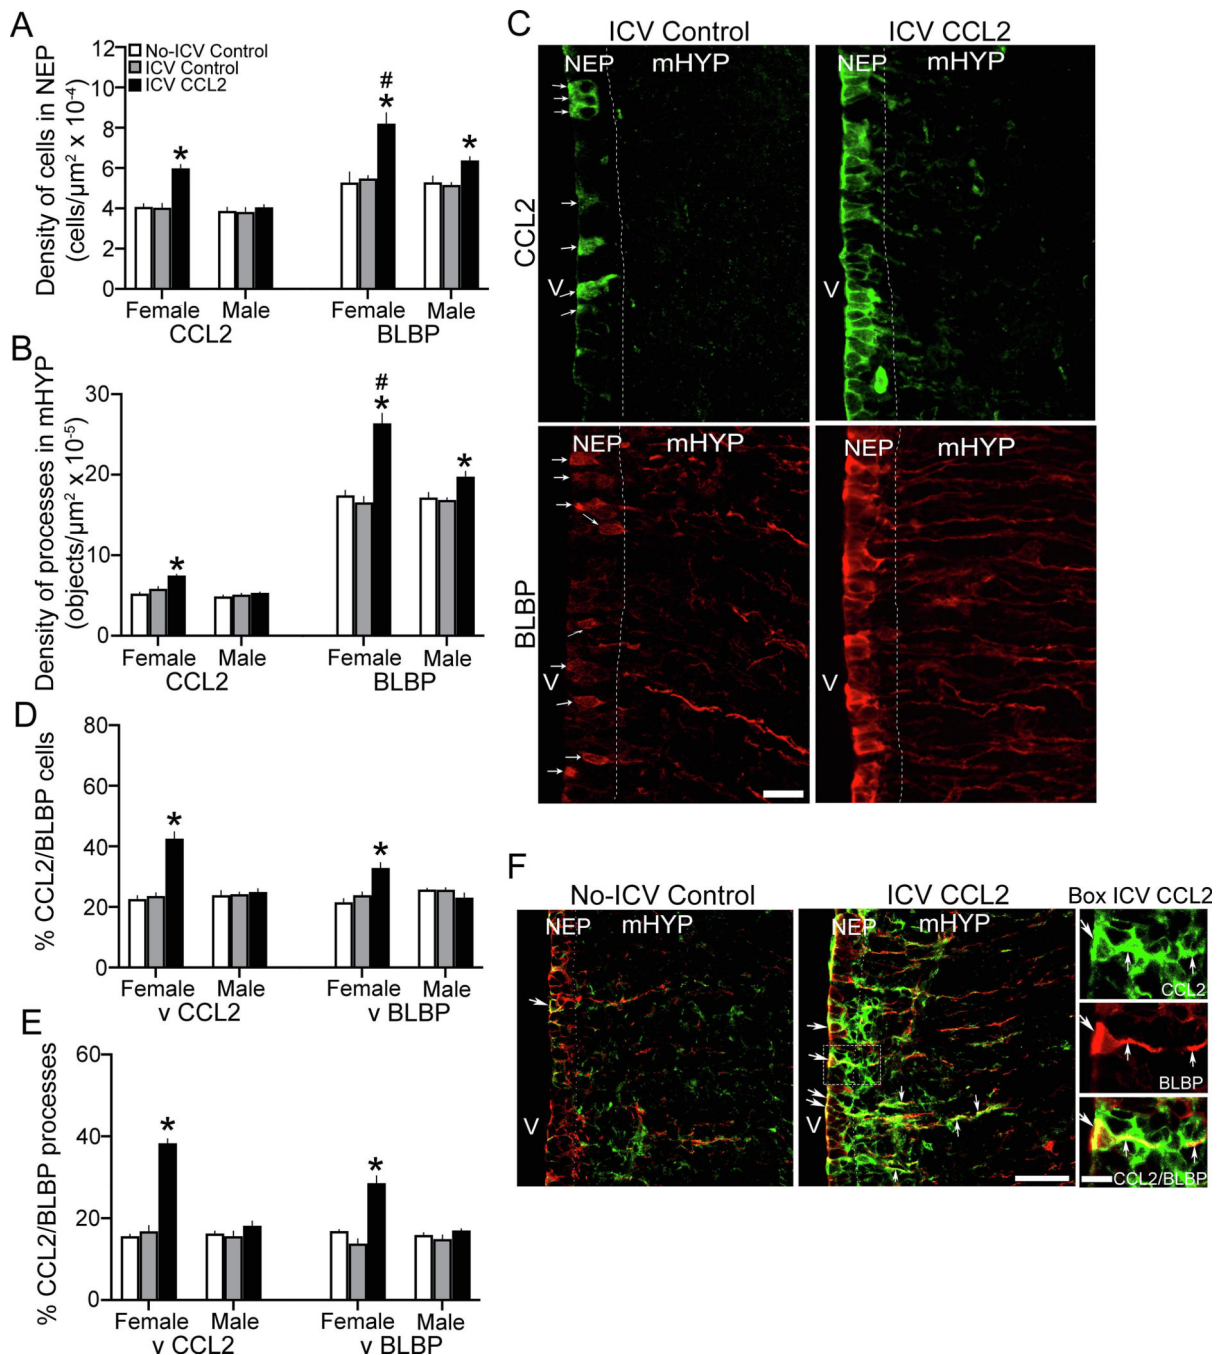 A
No-ICV Control
ICV Control
ICV CCL2
Density of cells in NEP
(cells/µm² x 10⁻⁴)
12
10
8
6
4
2
0
*
#
*
*
Female Male Female Male
CCL2 BLBP
B
Density of processes in mHYP
(objects/µm² x 10⁻⁵)
30
20
10
0
*
#
*
*
Female Male Female Male
CCL2 BLBP
C
ICV Control ICV CCL2
CCL2
NEP mHYP
V
NEP mHYP
V
BLBP
NEP mHYP
V
NEP mHYP
V
D
% CCL2/BLBP cells
80
60
40
20
0
*
*
Female Male Female Male
v CCL2 v BLBP
E
% CCL2/BLBP processes
60
40
20
0
*
*
Female Male Female Male
v CCL2 v BLBP
F
No-ICV Control ICV CCL2 Box ICV CCL2
NEP mHYP
V
NEP mHYP
V
CCL2
BLBP
CCL2/BLBP